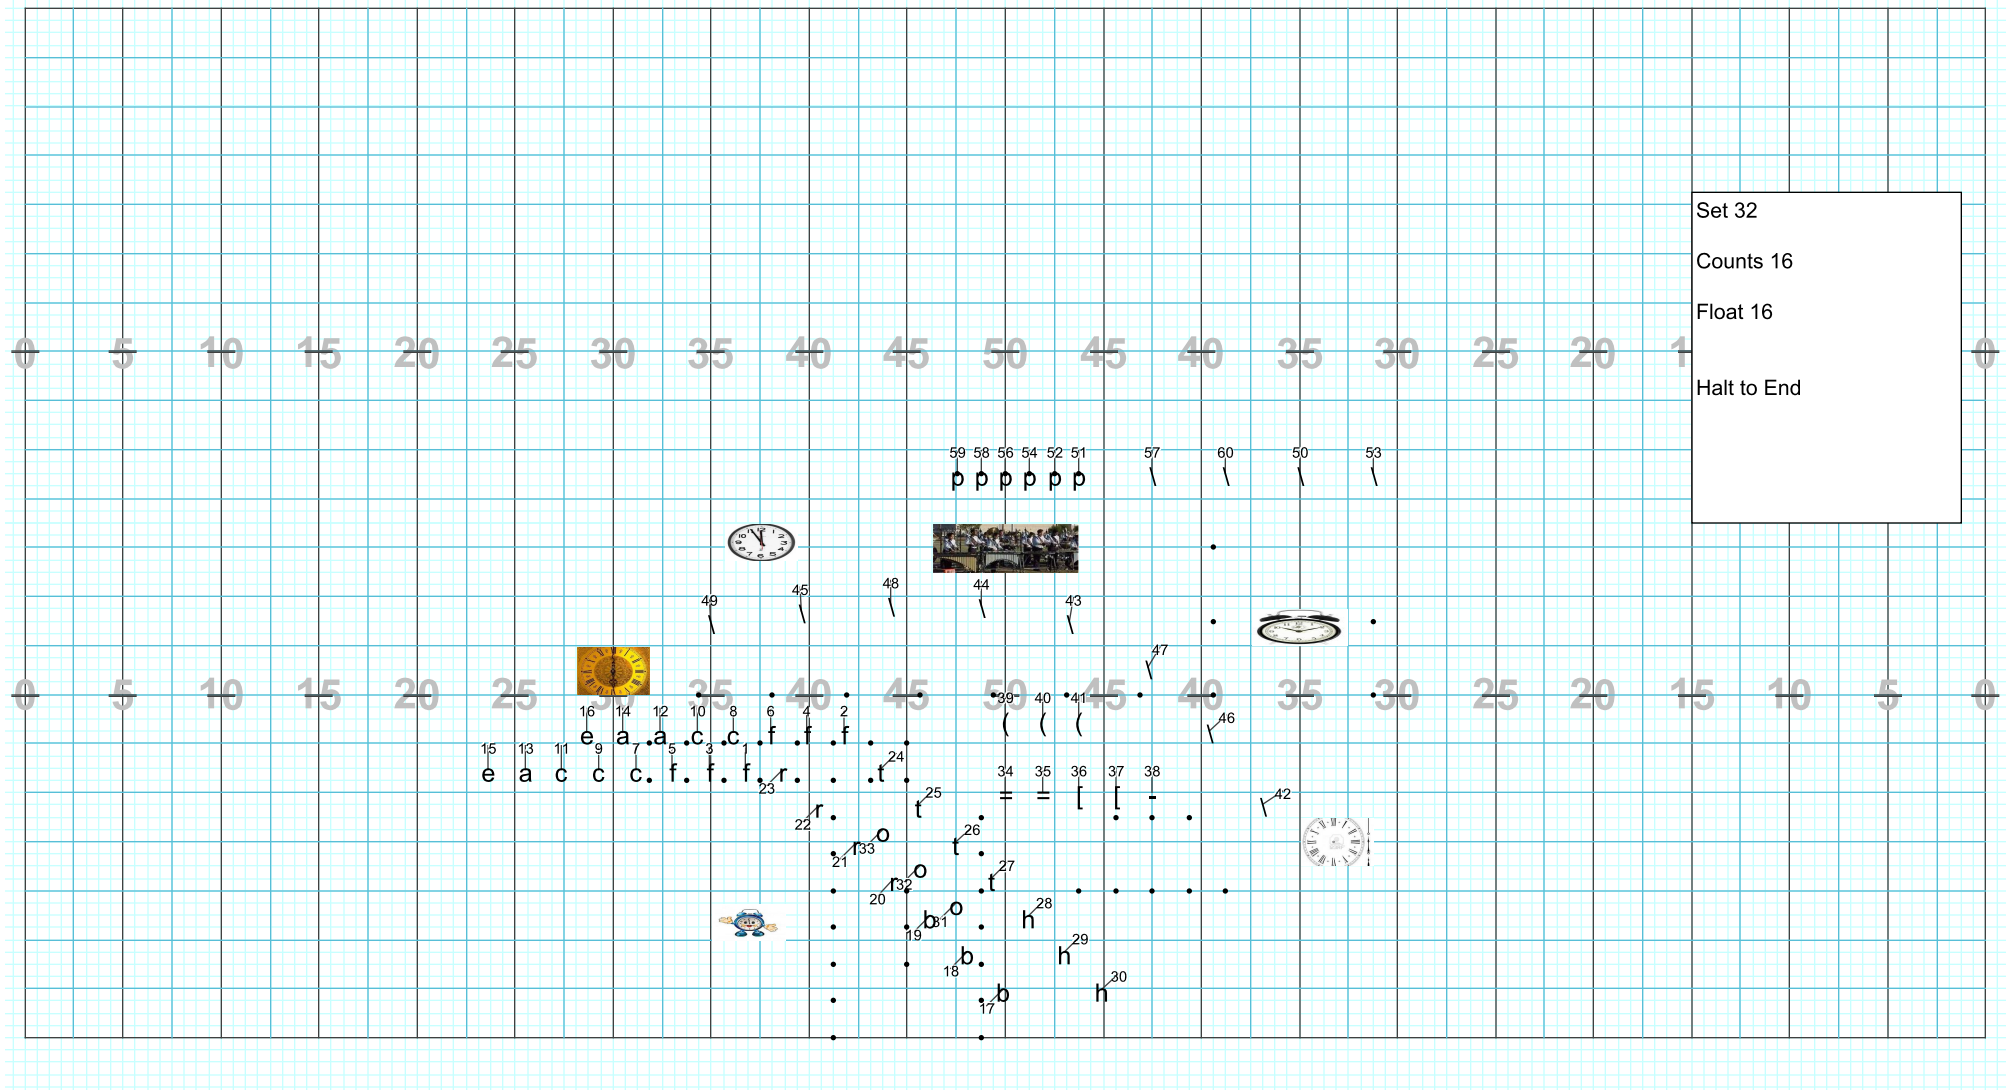 Set 32
Counts 16
Float 16
0 5 10 15 20 25 30 35 40 45 50 45 40 35 30 25 20 1 0
Halt to End
59 58 56 54 52 51 57 60 50 53
p p p p p p \ \ \ \
49 45 48 44 43
\ \ \ \ \
47
\
0 5 10 15 20 25 30 35 40 45 50 45 40 35 30 25 20 15 10 5 0
39 40 41
( ( (
16 14 12 10 8 6 4 2
e a a c c f f f
46
\
15 13 11 9 7 5 3 1
e a c c c f f f r t
23 24
34 35 36 37 38
= = [ [ -
42
\
25
r t
22
26
o
r t
21 33
27
o
r t
20 32
28
o
b h
19 31
29
b h
18
30
b h
17